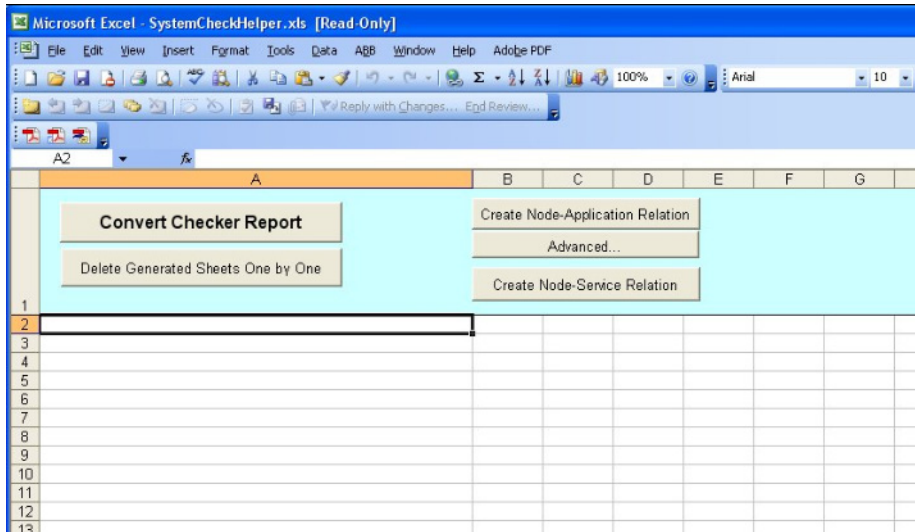 Microsoft Excel - SystemCheckHelper.xls [Read-Only]
File Edit View Insert Format Tools Data ABB Window Help Adobe PDF
Σ 100% Arial 10
Reply with Changes... End Review...
A2 fx
A B C D E F G
Convert Checker Report Create Node-Application Relation
Advanced...
Delete Generated Sheets One by One
Create Node-Service Relation
1
2
3
4
5
6
7
8
9
10
11
12
13